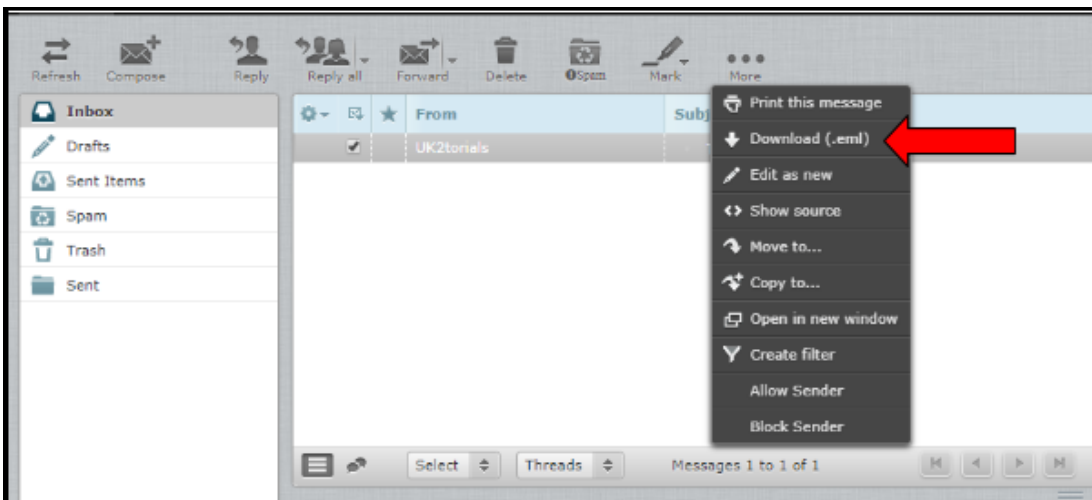 Refresh Compose Reply Reply all Forward Delete Spam Mark More
Inbox
Drafts
Sent Items
Spam
Trash
Sent
From Subj
UK2torials
Print this message
Download (.eml)
Edit as new
Show source
Move to...
Copy to...
Open in new window
Create filter
Allow Sender
Block Sender
Select Threads Messages 1 to 1 of 1